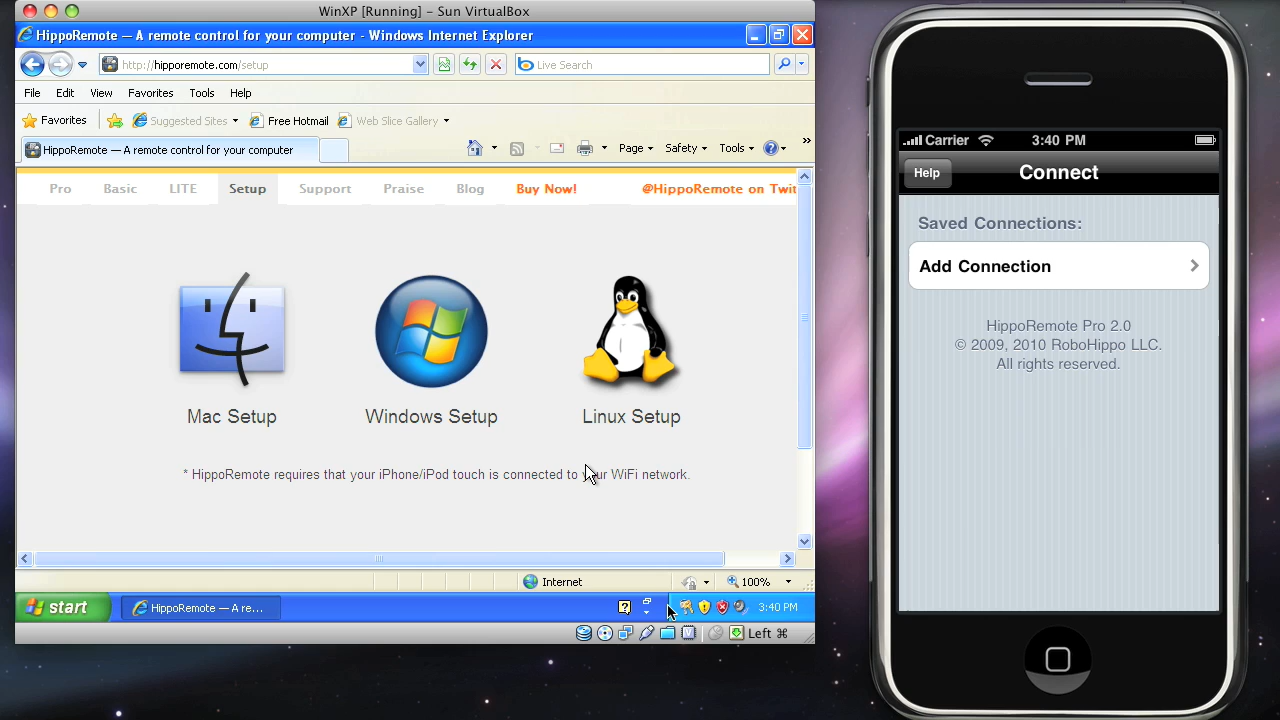 WinXP [Running] – Sun VirtualBox
HippoRemote — A remote control for your computer - Windows Internet Explorer
http://hipporemote.com/setup
Live Search
File Edit View Favorites Tools Help
Favorites Suggested Sites Free Hotmail Web Slice Gallery
HippoRemote — A remote control for your computer
Page Safety Tools
Pro Basic LITE Setup Support Praise Blog Buy Now! @HippoRemote on Twit
Mac Setup Windows Setup Linux Setup
* HippoRemote requires that your iPhone/iPod touch is connected to your WiFi network.
Internet 100%
start HippoRemote — A re... 3:40 PM
Left ⌘
Carrier 3:40 PM
Help Connect
Saved Connections:
Add Connection
HippoRemote Pro 2.0
© 2009, 2010 RoboHippo LLC.
All rights reserved.